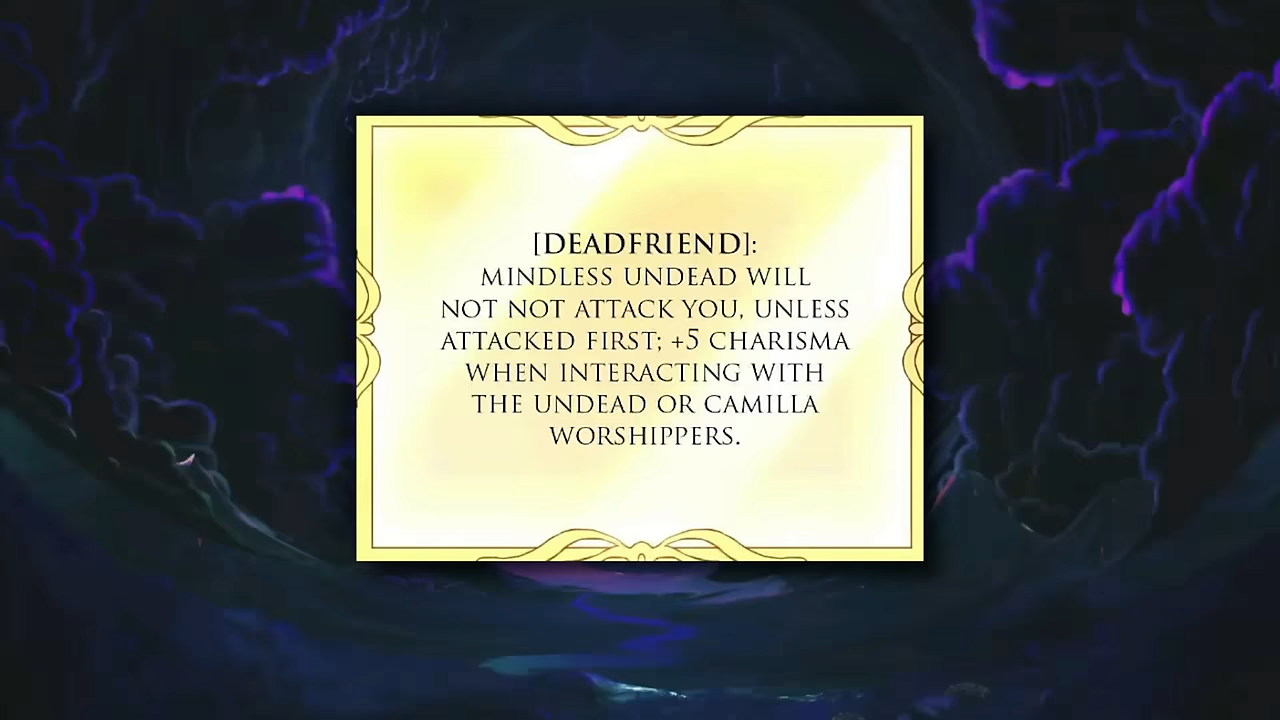 [DEADFRIEND]:
MINDLESS UNDEAD WILL
NOT NOT ATTACK YOU, UNLESS
ATTACKED FIRST; +5 CHARISMA
WHEN INTERACTING WITH
THE UNDEAD OR CAMILLA
WORSHIPPERS.